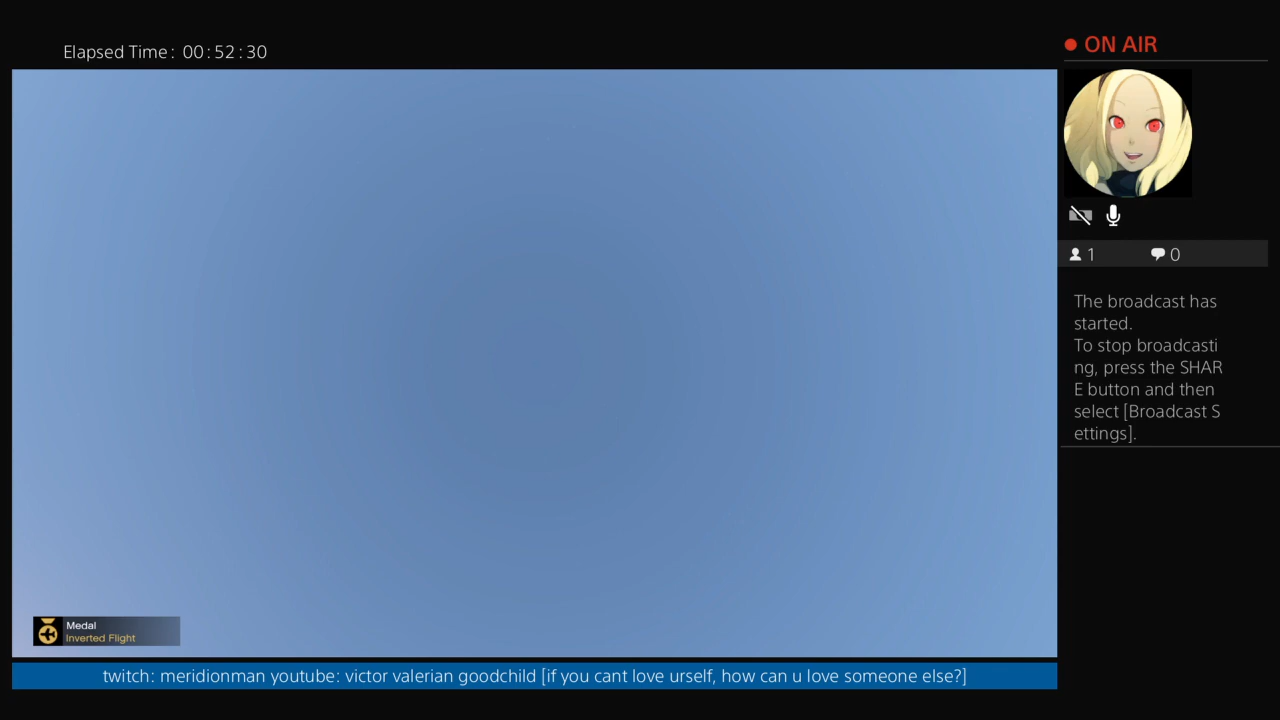 Elapsed Time: 00:52:30
ON AIR
1 0
The broadcast has
started.
To stop broadcasti
ng, press the SHAR
E button and then
select [Broadcast S
ettings].
Medal
Inverted Flight
twitch: meridionman youtube: victor valerian goodchild [if you cant love urself, how can u love someone else?]